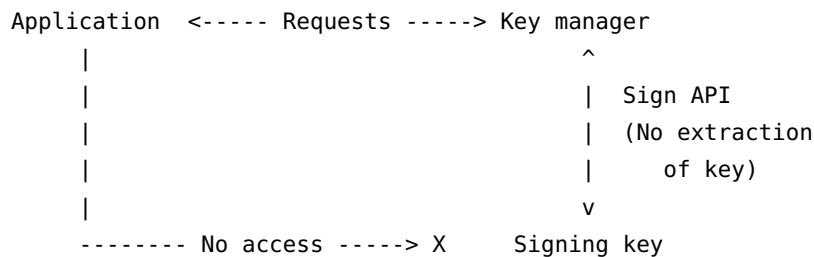 Application  <----- Requests -----> Key manager
     |                                   ^
     |                                   |  Sign API
     |                                   |  (No extraction
     |                                   |     of key)
     |                                   v
     -------- No access -----> X    Signing key